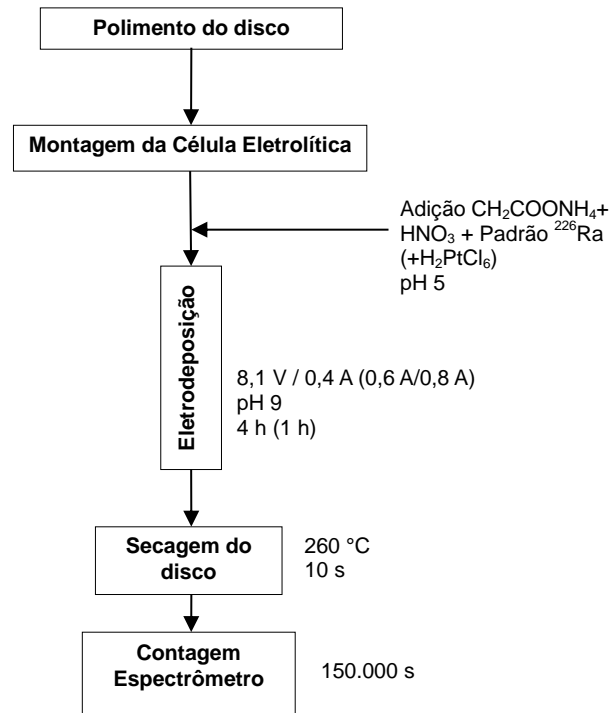 Polimento do disco
Montagem da Célula Eletrolítica
Adição CH₂COONH₄+
HNO₃ + Padrão ²²⁶Ra
(+H₂PtCl₆)
pH 5
Eletrodeposição
8,1 V / 0,4 A (0,6 A/0,8 A)
pH 9
4 h (1 h)
Secagem do
disco
260 °C
10 s
Contagem
Espectrômetro
150.000 s